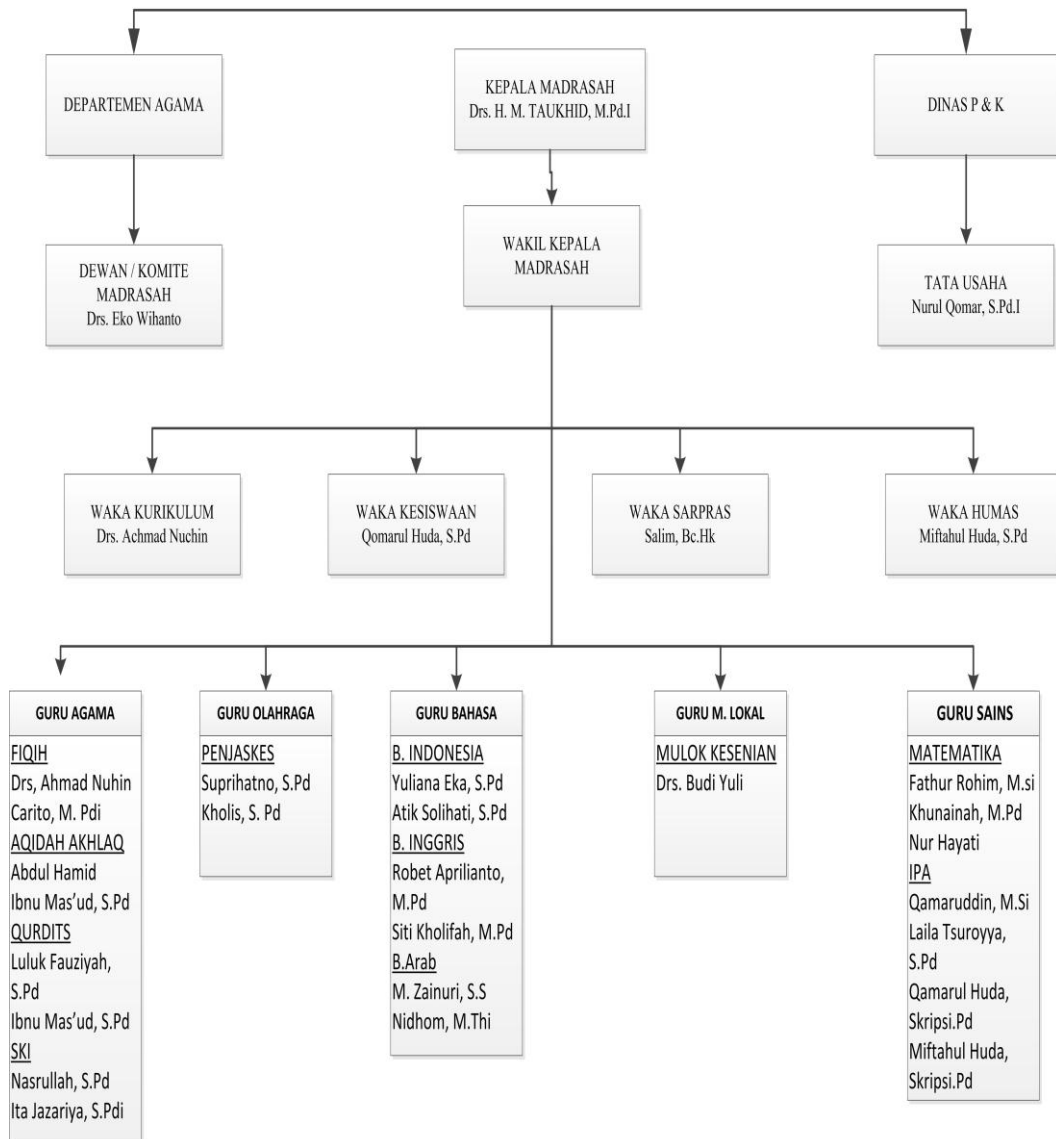 DEPARTEMEN AGAMA
KEPALA MADRASAH
Drs. H. M. TAUKHID, M.Pd.I
DINAS P & K
DEWAN / KOMITE
MADRASAH
Drs. Eko Wihanto
WAKIL KEPALA
MADRASAH
TATA USAHA
Nurul Qomar, S.Pd.I
WAKA KURIKULUM
Drs. Achmad Nuchin
WAKA KESISWAAN
Qomarul Huda, S.Pd
WAKA SARPRAS
Salim, Bc.Hk
WAKA HUMAS
Miftahul Huda, S.Pd
GURU AGAMA
FIQIH
Drs, Ahmad Nuhin
Carito, M. Pdi
AQIDAH AKHLAQ
Abdul Hamid
Ibnu Mas’ud, S.Pd
QURDITS
Luluk Fauziyah,
S.Pd
Ibnu Mas’ud, S.Pd
SKI
Nasrullah, S.Pd
Ita Jazariya, S.Pdi
GURU OLAHRAGA
PENJASKES
Suprihatno, S.Pd
Kholis, S. Pd
GURU BAHASA
B. INDONESIA
Yuliana Eka, S.Pd
Atik Solihati, S.Pd
B. INGGRIS
Robet Aprilianto,
M.Pd
Siti Kholifah, M.Pd
B.Arab
M. Zainuri, S.S
Nidhom, M.Thi
GURU M. LOKAL
MULOK KESENIAN
Drs. Budi Yuli
GURU SAINS
MATEMATIKA
Fathur Rohim, M.si
Khunainah, M.Pd
Nur Hayati
IPA
Qamaruddin, M.Si
Laila Tsuroyya,
S.Pd
Qamarul Huda,
Skripsi.Pd
Miftahul Huda,
Skripsi.Pd